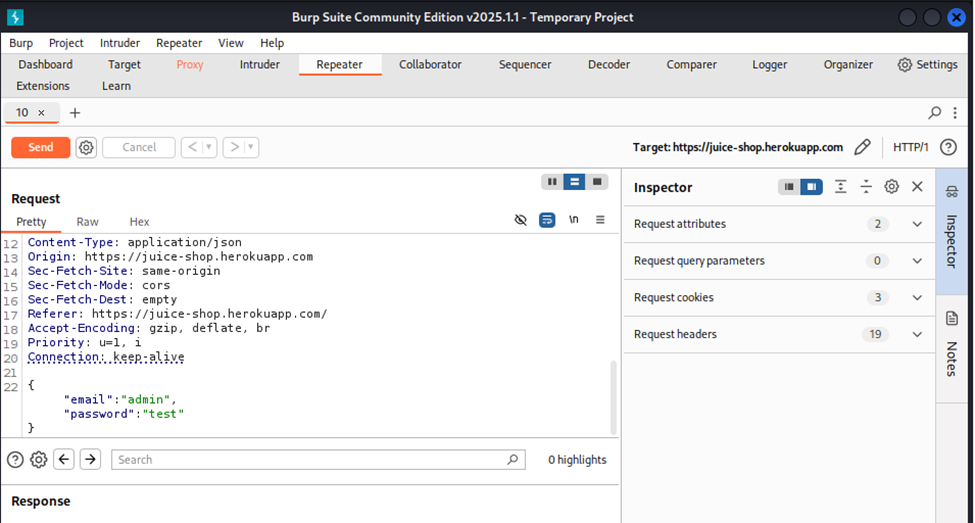 Burp Suite Community Edition v2025.1.1 - Temporary Project
Burp Project Intruder Repeater View Help
Dashboard Target Proxy Intruder Repeater Collaborator Sequencer Decoder Comparer Logger Organizer Settings
Extensions Learn
10 × +
Send Cancel < > Target: https://juice-shop.herokuapp.com HTTP/1 ?
Request
Pretty Raw Hex \n
12 Content-Type: application/json
13 Origin: https://juice-shop.herokuapp.com
14 Sec-Fetch-Site: same-origin
15 Sec-Fetch-Mode: cors
16 Sec-Fetch-Dest: empty
17 Referer: https://juice-shop.herokuapp.com/
18 Accept-Encoding: gzip, deflate, br
19 Priority: u=1, i
20 Connection: keep-alive
21
22 {
"email":"admin",
"password":"test"
}
? Search 0 highlights
Response
Inspector
Request attributes 2
Request query parameters 0
Request cookies 3
Request headers 19
Inspector
Notes